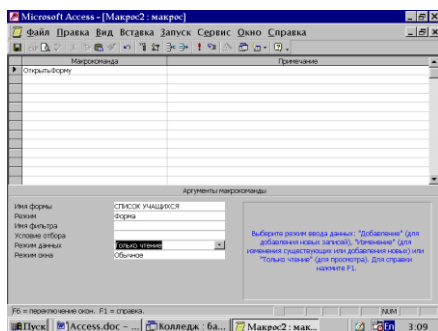 Microsoft Access - [Макрос2 : макрос]
Файл Правка Вид Вставка Запуск Сервис Окно Справка
Макрокоманда Примечание
ОткрытьФорму
Аргументы макрокоманды
Имя формы СПИСОК УЧАЩИХСЯ
Режим Форма
Имя фильтра
Условие отбора
Режим данных Только чтение
Режим окна Обычное
Выберите режим ввода данных: "Добавление" (для
добавления новых записей), "Изменение" (для
изменения существующих или добавления новых) или
"Только чтение" (для просмотра). Для справки
нажмите F1.
F6 = переключение окон. F1 = справка. NUM
Пуск Access.doc - ... Колледж : ба... Макрос2 : мак... En 3:09